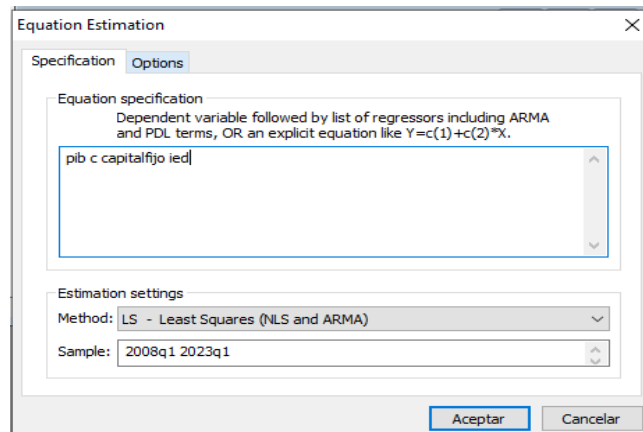 Equation Estimation
Specification Options
Equation specification
Dependent variable followed by list of regressors including ARMA
and PDL terms, OR an explicit equation like Y=c(1)+c(2)*X.
pib c capitalfijo ied
Estimation settings
Method: LS - Least Squares (NLS and ARMA)
Sample: 2008q1 2023q1
Aceptar Cancelar